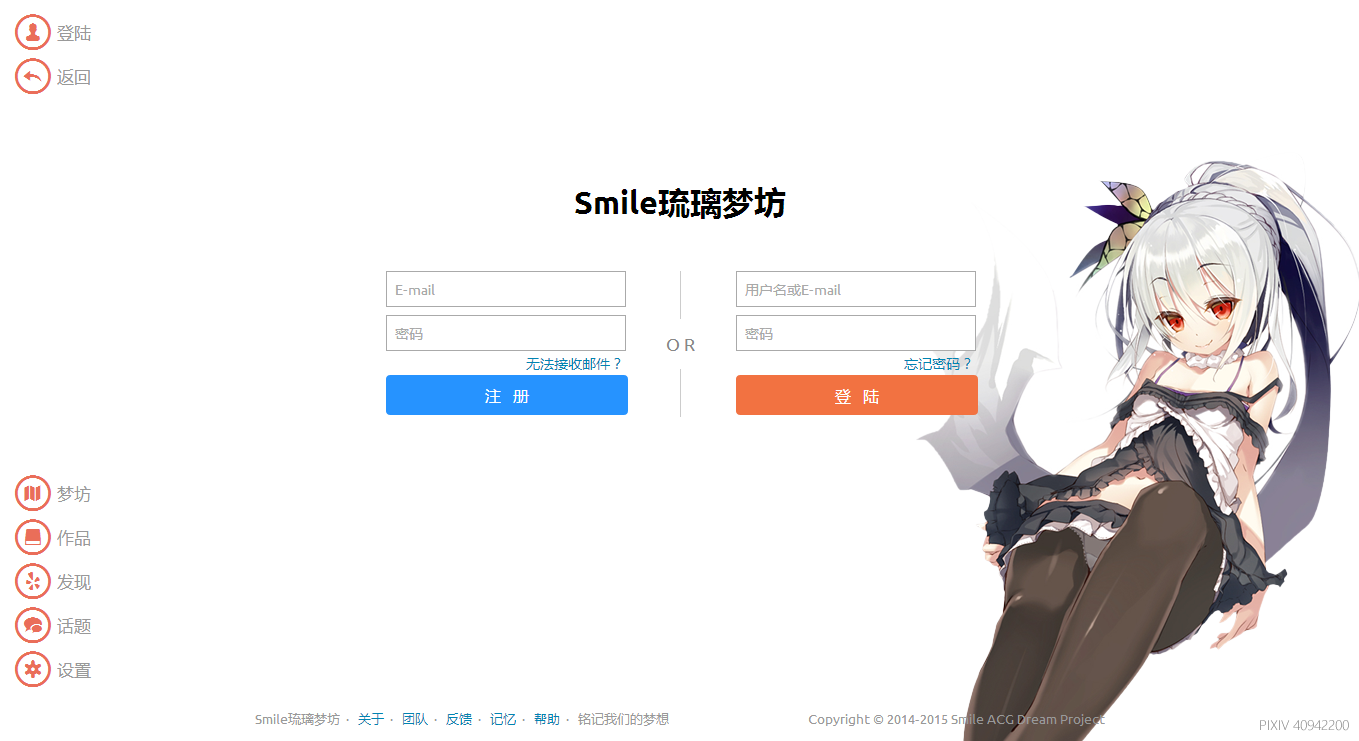 登陆
返回
Smile琉璃梦坊
E-mail
密码
无法接收邮件？
注 册
O R
用户名或E-mail
密码
忘记密码？
登 陆
梦坊
作品
发现
话题
设置
Smile琉璃梦坊 · 关于 · 团队 · 反馈 · 记忆 · 帮助 · 铭记我们的梦想
Copyright © 2014-2015 Smile ACG Dream Project
PIXIV 40942200